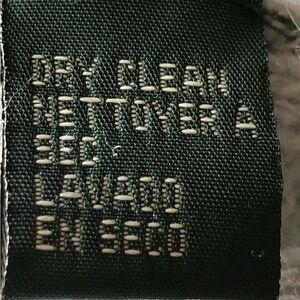 DRY CLEAN
NETTOYER A
SEC
LAVADO
EN SECO